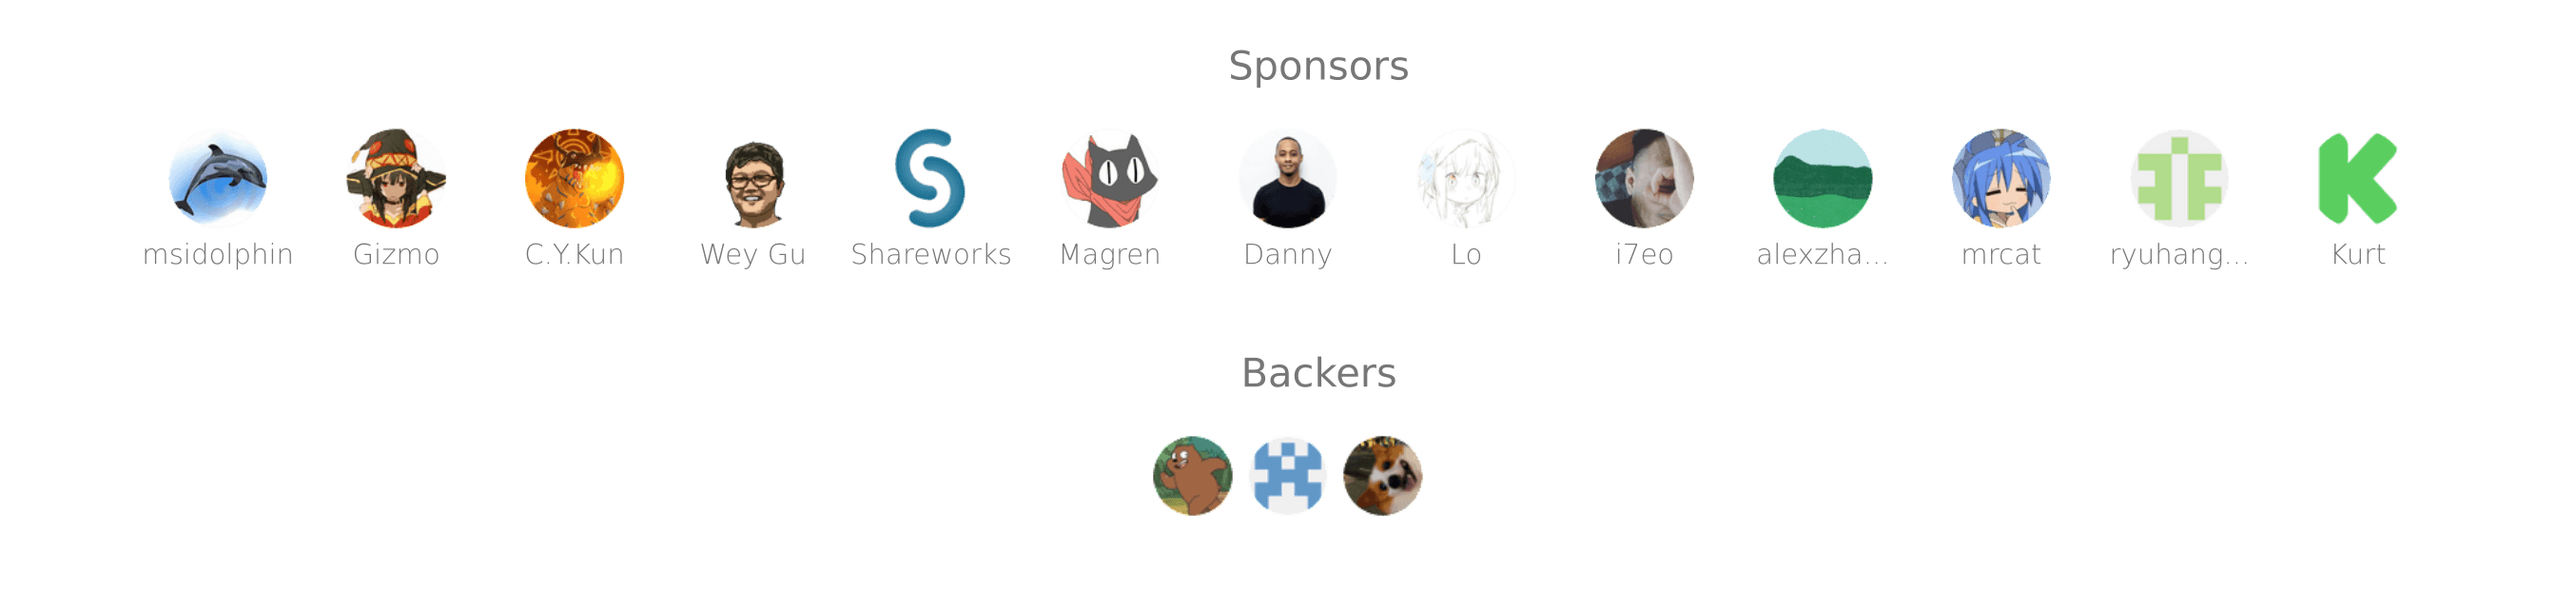 Sponsors
msidolphin Gizmo C.Y.Kun Wey Gu Shareworks Magren Danny Lo i7eo alexzha... mrcat ryuhang... Kurt
Backers